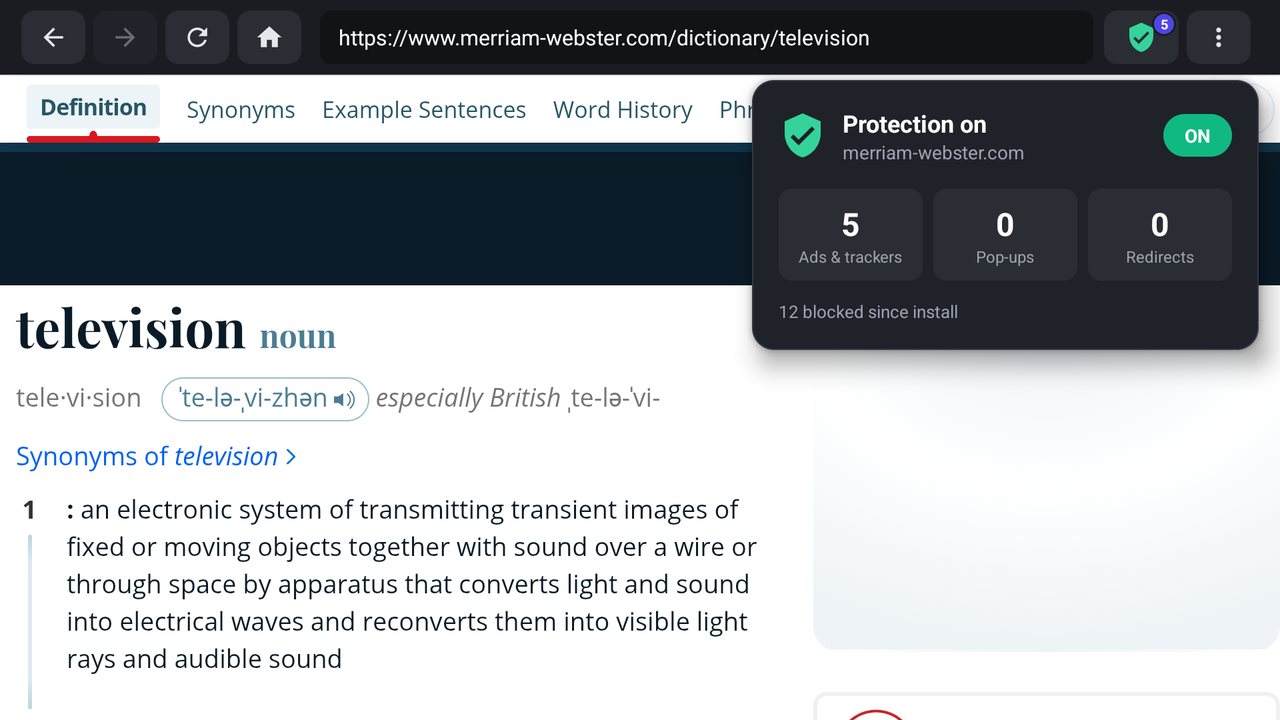 https://www.merriam-webster.com/dictionary/television
5
Definition Synonyms Example Sentences Word History
Protection on
merriam-webster.com
ON
5
Ads & trackers
0
Pop-ups
0
Redirects
12 blocked since install
television noun
tele·vi·sion ˈte-lə-ˌvi-zhən especially British ˌte-lə-ˈvi-
Synonyms of television
1 : an electronic system of transmitting transient images of
fixed or moving objects together with sound over a wire or
through space by apparatus that converts light and sound
into electrical waves and reconverts them into visible light
rays and audible sound